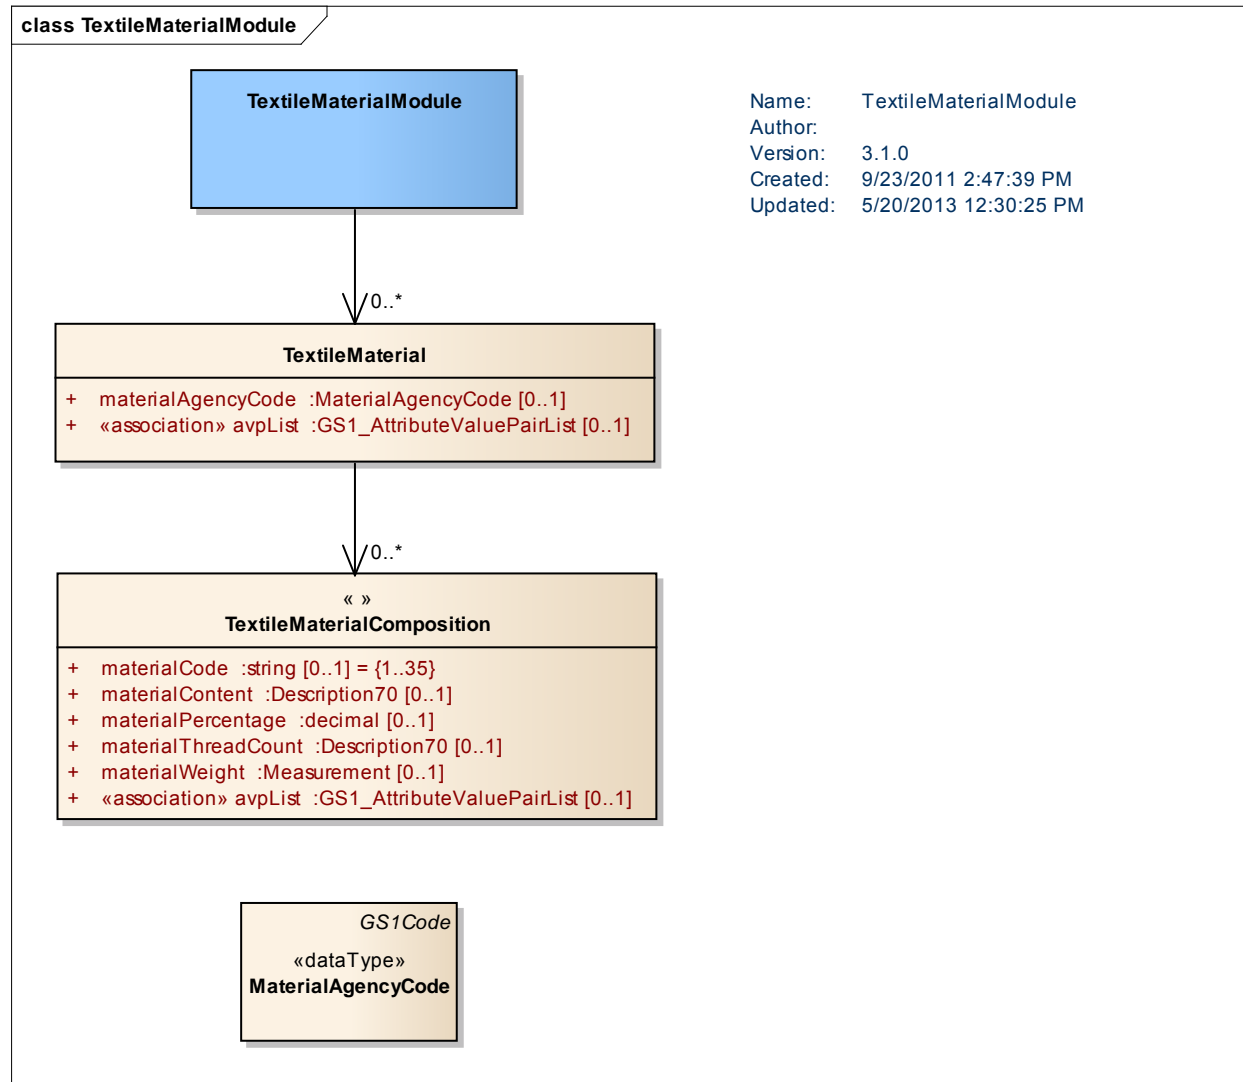 class TextileMaterialModule
TextileMaterialModule
Name: TextileMaterialModule
Author:
Version: 3.1.0
Created: 9/23/2011 2:47:39 PM
Updated: 5/20/2013 12:30:25 PM
0..*
TextileMaterial
+ materialAgencyCode :MaterialAgencyCode [0..1]
+ «association» avpList :GS1_AttributeValuePairList [0..1]
0..*
« »
TextileMaterialComposition
+ materialCode :string [0..1] = {1..35}
+ materialContent :Description70 [0..1]
+ materialPercentage :decimal [0..1]
+ materialThreadCount :Description70 [0..1]
+ materialWeight :Measurement [0..1]
+ «association» avpList :GS1_AttributeValuePairList [0..1]
GS1Code
«dataType»
MaterialAgencyCode